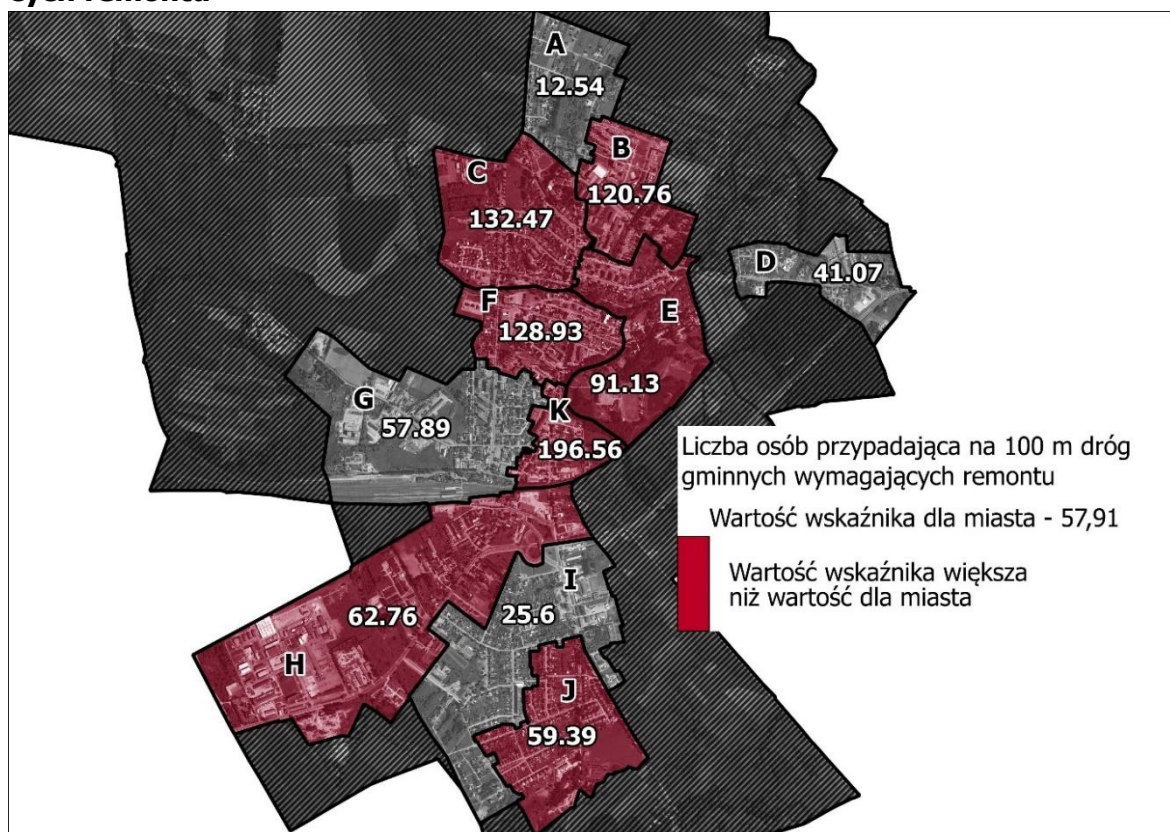 A
12.54
B
120.76
C
132.47
D
41.07
E
91.13
F
128.93
G
57.89
K
196.56
Liczba osób przypadająca na 100 m dróg
gminnych wymagających remontu
Wartość wskaźnika dla miasta - 57,91
Wartość wskaźnika większa
niż wartość dla miasta
I
25.6
H
62.76
J
59.39